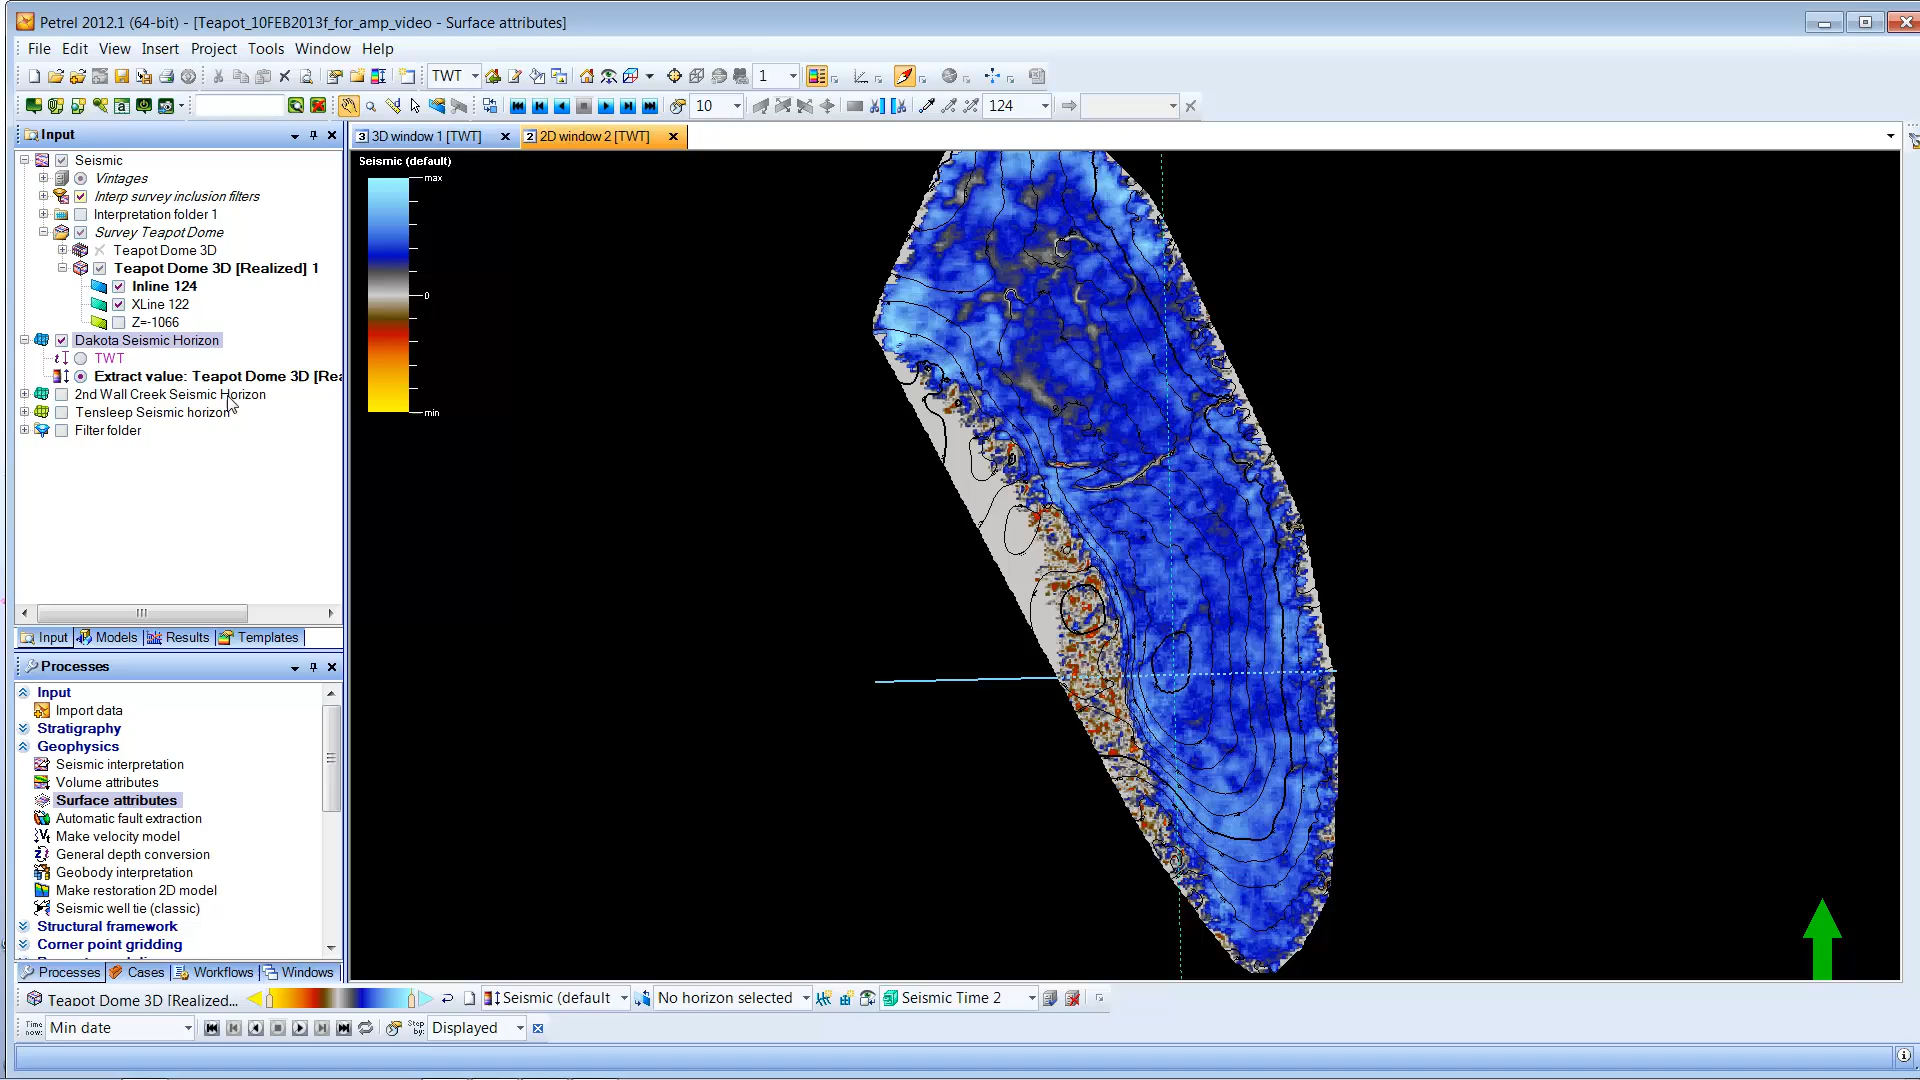 Petrel 2012.1 (64-bit) - [Teapot_10FEB2013f_for_amp_video - Surface attributes]
File Edit View Insert Project Tools Window Help
TWT 1
10 124
Input
3 3D window 1 [TWT] 2 2D window 2 [TWT]
Seismic
Vintages
Interp survey inclusion filters
Interpretation folder 1
Survey Teapot Dome
Teapot Dome 3D
Teapot Dome 3D [Realized] 1
Inline 124
XLine 122
Z=-1066
Dakota Seismic Horizon
TWT
Extract value: Teapot Dome 3D [Rea
2nd Wall Creek Seismic Horizon
Tensleep Seismic horizon
Filter folder
Seismic (default)
max
0
min
Input Models Results Templates
Processes
Input
Import data
Stratigraphy
Geophysics
Seismic interpretation
Volume attributes
Surface attributes
Automatic fault extraction
Make velocity model
General depth conversion
Geobody interpretation
Make restoration 2D model
Seismic well tie (classic)
Structural framework
Corner point gridding
Processes Cases Workflows Windows
Teapot Dome 3D [Realized... Seismic (default No horizon selected Seismic Time 2
Time now: Min date Step by: Displayed